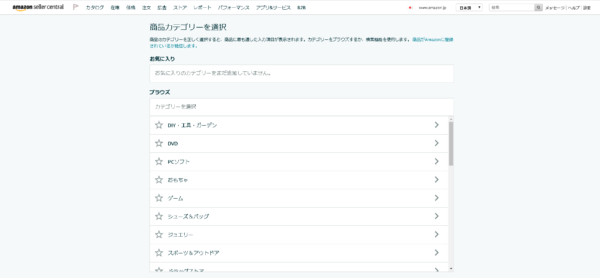 amazon seller central カタログ 在庫 価格 注文 広告 ストア レポート パフォーマンス アプリ&サービス B2B www.amazon.jp 日本語 検索 メッセージ | ヘルプ | 設定
商品カテゴリーを選択
商品のカテゴリーを正しく選択すると、商品に最も適した入力項目が表示されます。カテゴリーをブラウズするか、検索機能を使用します。 商品がAmazonに登録
されているか確認します。
お気に入り
お気に入りのカテゴリーをまだ追加していません。
ブラウズ
カテゴリーを選択
DIY・工具・ガーデン
DVD
PCソフト
おもちゃ
ゲーム
シューズ&バッグ
ジュエリー
スポーツ&アウトドア